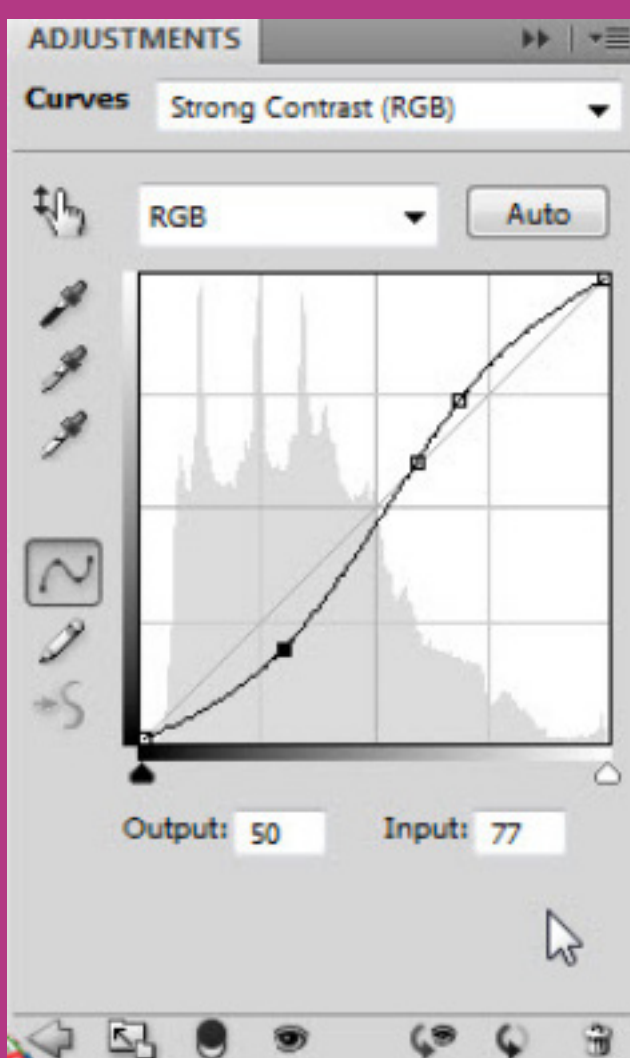 ADJUSTMENTS
Curves Strong Contrast (RGB)
RGB Auto
Output: 50 Input: 77